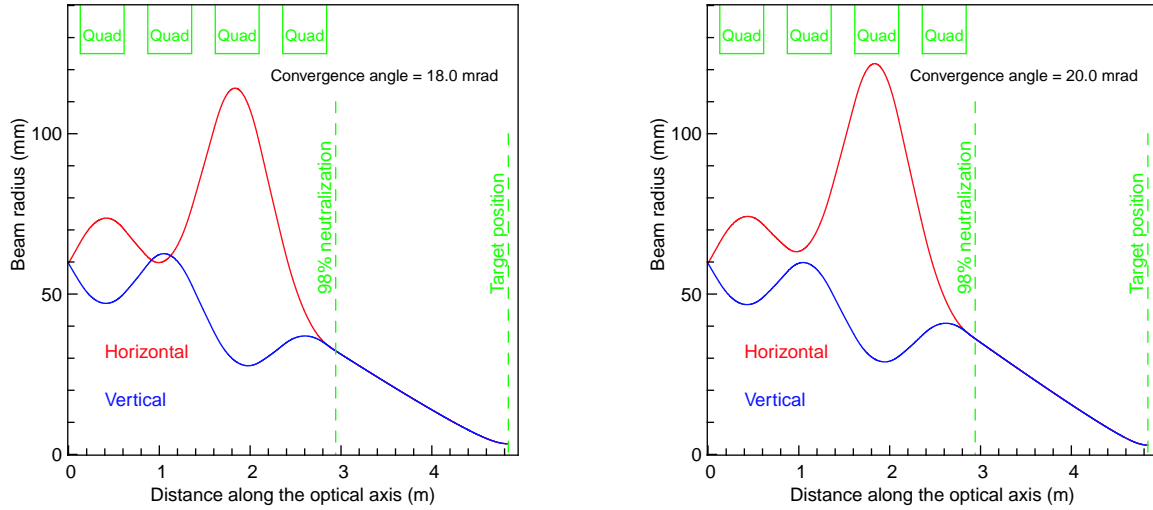 Quad Quad Quad Quad
Convergence angle = 18.0 mrad
100
50
0
Beam radius (mm)
98% neutralization
Target position
Horizontal
Vertical
0 1 2 3 4
Distance along the optical axis (m)
Quad Quad Quad Quad
Convergence angle = 20.0 mrad
100
50
0
Beam radius (mm)
98% neutralization
Target position
Horizontal
Vertical
0 1 2 3 4
Distance along the optical axis (m)